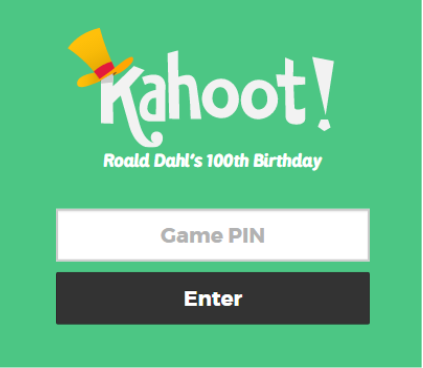 Kahoot!
Roald Dahl's 100th Birthday
Game PIN
Enter